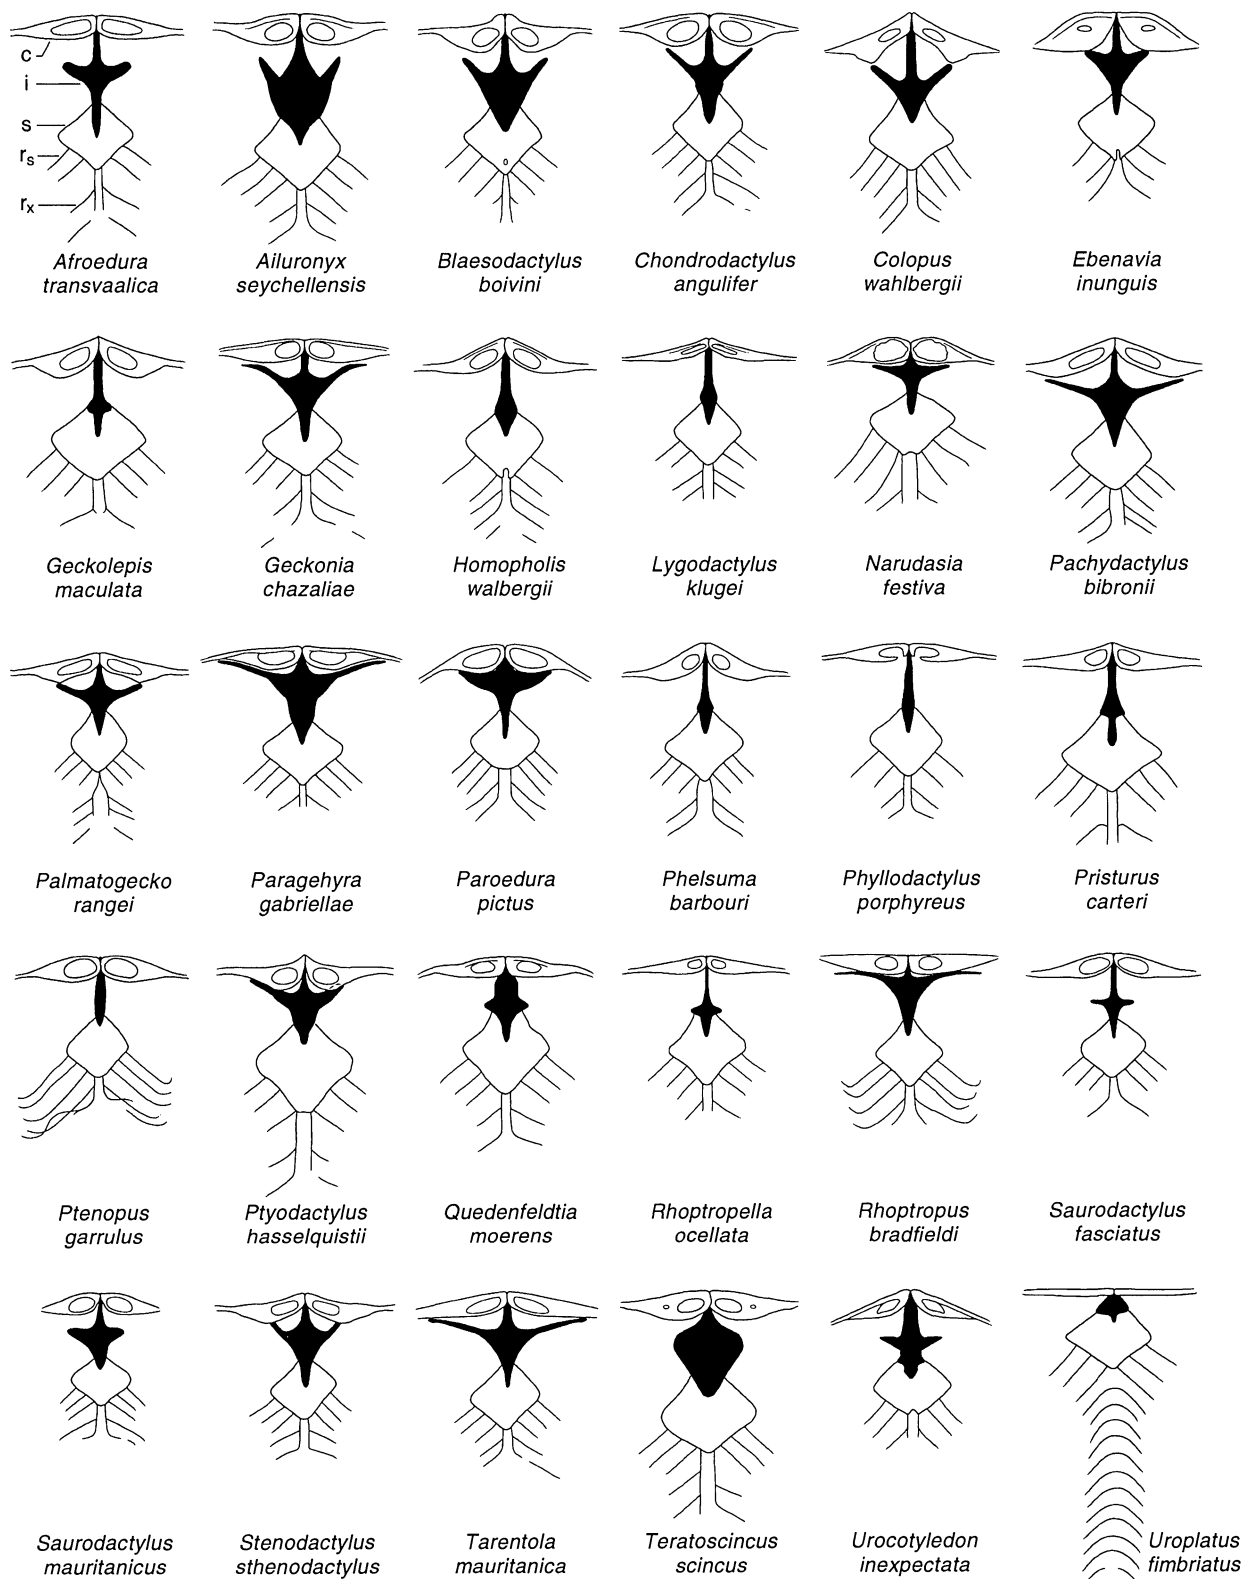 c
i
s
rs
rx
Afroedura
transvaalica
Ailuronyx
seychellensis
Blaesodactylus
boivini
Chondrodactylus
angulifer
Colopus
wahlbergii
Ebenavia
inunguis
Geckolepis
maculata
Geckonia
chazaliae
Homopholis
walbergii
Lygodactylus
klugei
Narudasia
festiva
Pachydactylus
bibronii
Palmatogecko
rangei
Paragehyra
gabriellae
Paroedura
pictus
Phelsuma
barbouri
Phyllodactylus
porphyreus
Pristurus
carteri
Ptenopus
garrulus
Ptyodactylus
hasselquistii
Quedenfeldtia
moerens
Rhoptropella
ocellata
Rhoptropus
bradfieldi
Saurodactylus
fasciatus
Saurodactylus
mauritanicus
Stenodactylus
sthenodactylus
Tarentola
mauritanica
Teratoscincus
scincus
Urocotyledon
inexpectata
Uroplatus
fimbriatus